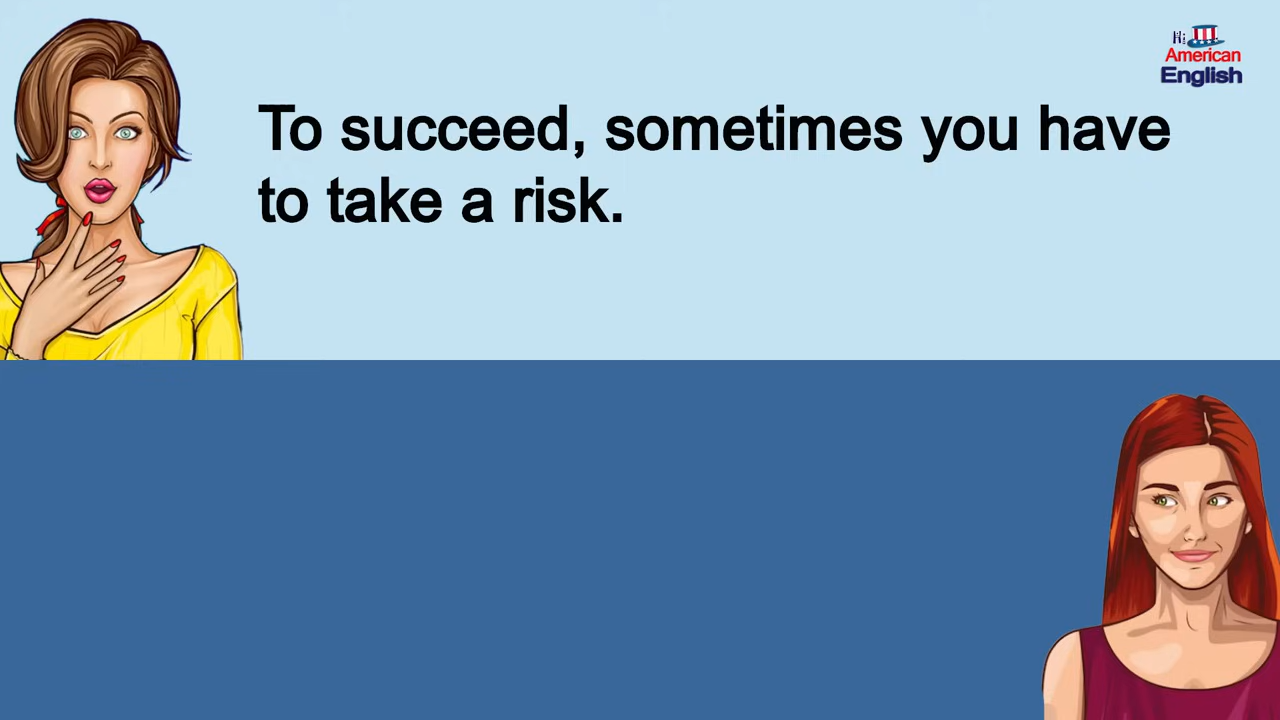 Hi
American
English
To succeed, sometimes you have
to take a risk.